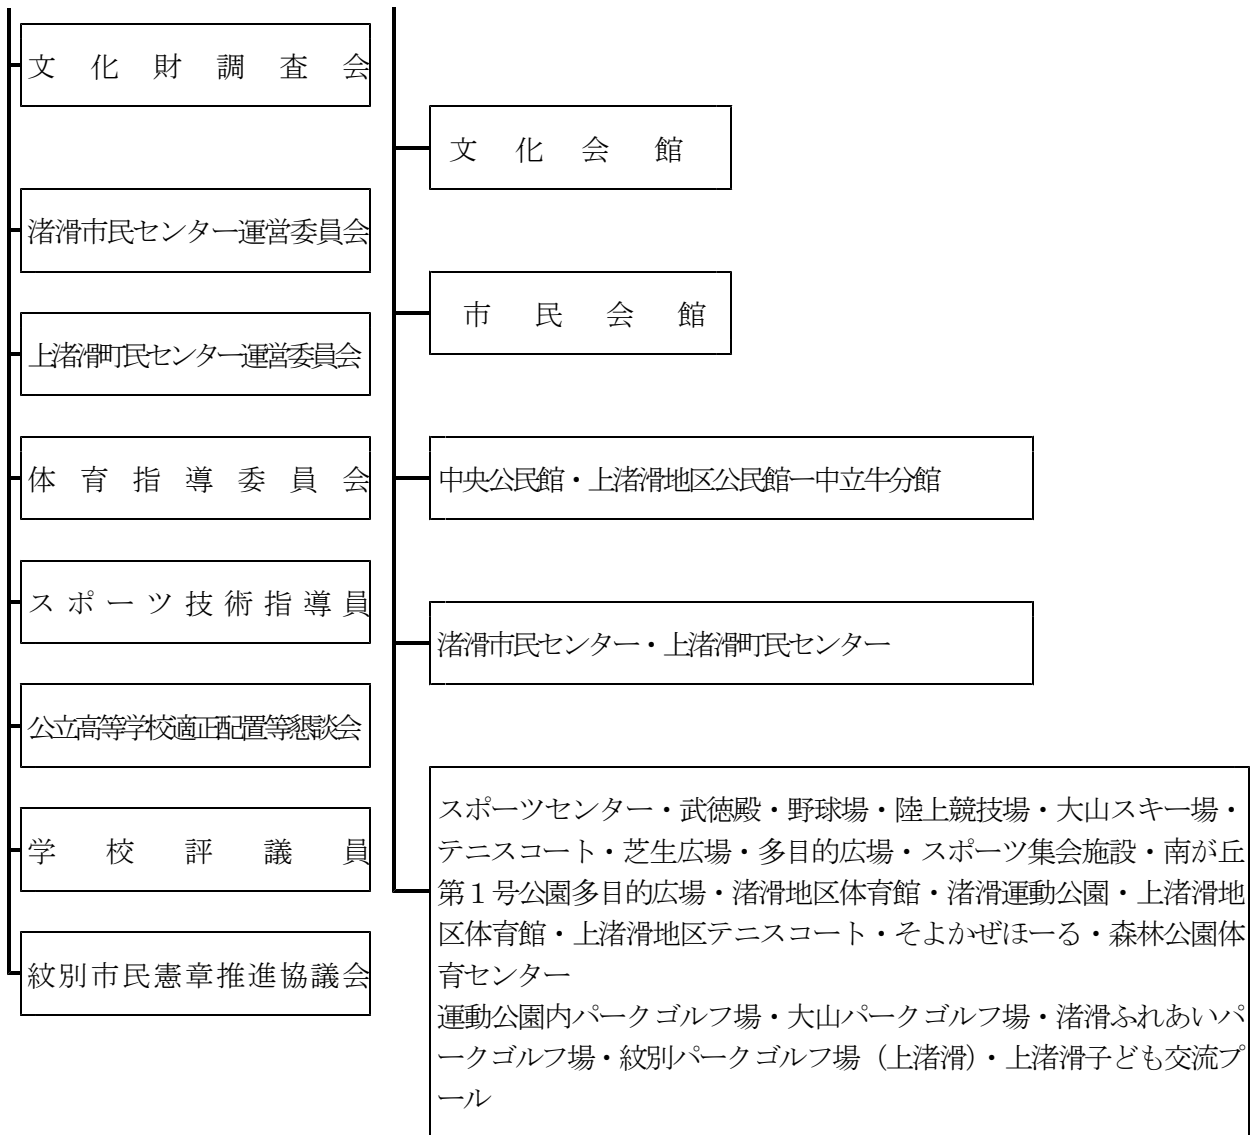 文化財調査会
渚滑市民センター運営委員会
上渚滑町民センター運営委員会
体育指導委員会
スポーツ技術指導員
公立高等学校適正配置等懇談会
学校評議員
紋別市民憲章推進協議会
文化会館
市民会館
中央公民館・上渚滑地区公民館ー中立牛分館
渚滑市民センター・上渚滑町民センター
スポーツセンター・武徳殿・野球場・陸上競技場・大山スキー場・
テニスコート・芝生広場・多目的広場・スポーツ集会施設・南が丘
第１号公園多目的広場・渚滑地区体育館・渚滑運動公園・上渚滑地
区体育館・上渚滑地区テニスコート・そよかぜほーる・森林公園体
育センター
運動公園内パークゴルフ場・大山パークゴルフ場・渚滑ふれあいパ
ークゴルフ場・紋別パークゴルフ場（上渚滑）・上渚滑子ども交流プ
ール